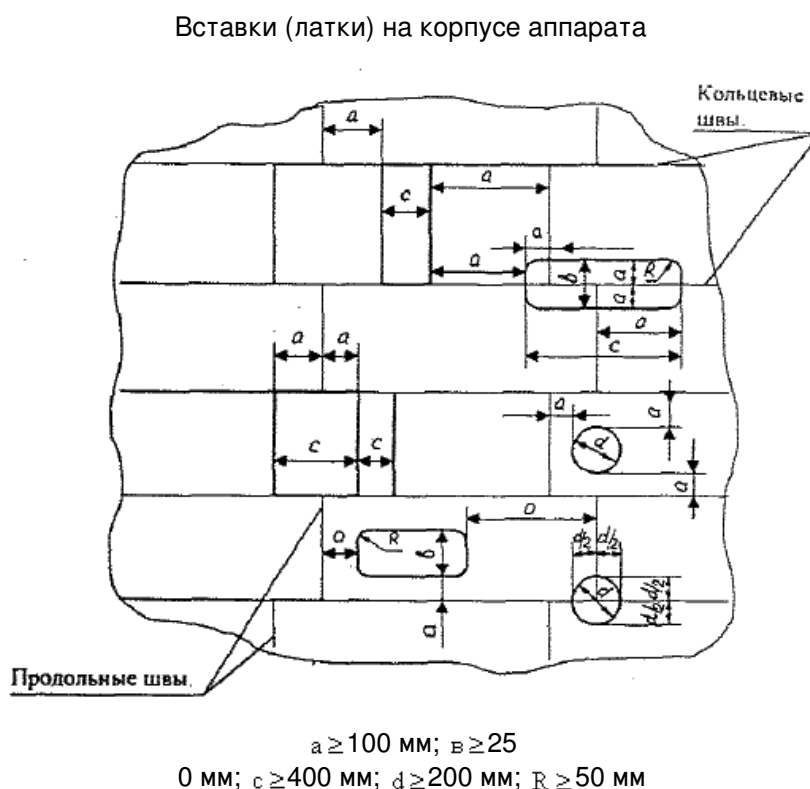 Вставки (латки) на корпусе аппарата
Кольцевые
швы.
a
a
c
a
a
в
a
R
a
a
c
a
a
a
a
c
c
d
a
o
o
R
в
d/2
d/2
d
d/2
d/2
a
Продольные швы.
а ≥ 100 мм; в ≥ 25
0 мм; с ≥ 400 мм; d ≥ 200 мм; R ≥ 50 мм